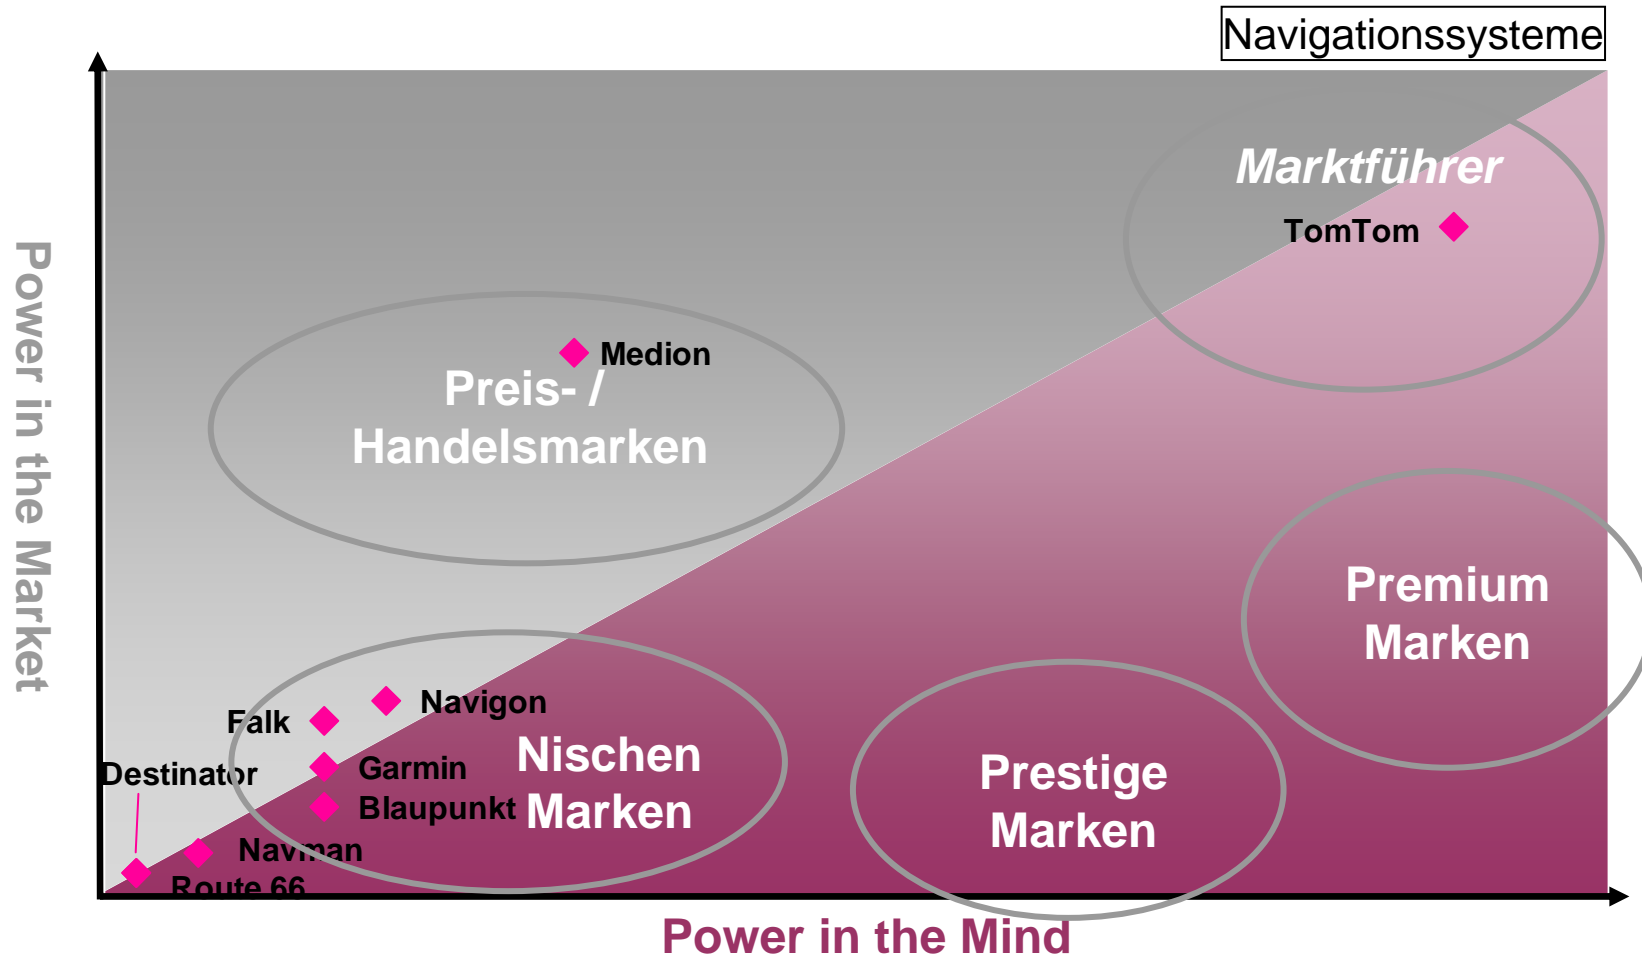 Navigationssysteme
Marktführer
TomTom
Power in the Market
Medion
Preis- /
Handelsmarken
Premium
Marken
Navigon
Falk
Nischen
Marken
Garmin
Destinator
Blaupunkt
Prestige
Marken
Navman
Route 66
Power in the Mind